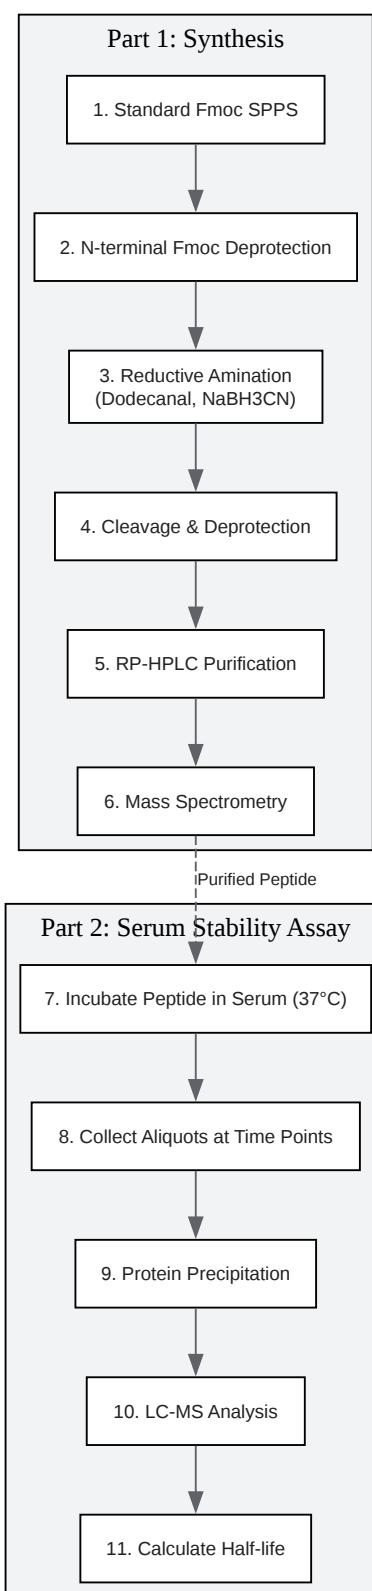 Part 1: Synthesis
1. Standard Fmoc SPPS
2. N-terminal Fmoc Deprotection
3. Reductive Amination
(Dodecanal, NaBH3CN)
4. Cleavage & Deprotection
5. RP-HPLC Purification
6. Mass Spectrometry
Purified Peptide
Part 2: Serum Stability Assay
7. Incubate Peptide in Serum (37°C)
8. Collect Aliquots at Time Points
9. Protein Precipitation
10. LC-MS Analysis
11. Calculate Half-life